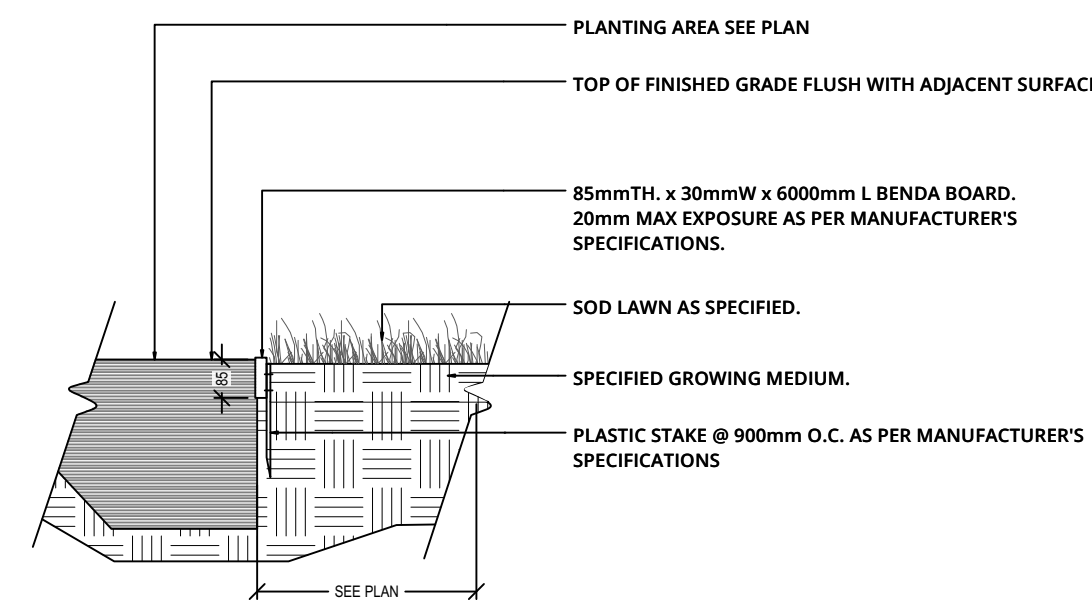 PLANTING AREA SEE PLAN
TOP OF FINISHED GRADE FLUSH WITH ADJACENT
85mmTH. x 30mmW x 6000mm L BENDA BOARD.
20mm MAX EXPOSURE AS PER MANUFACTURER'S
SPECIFICATIONS.
SOD LAWN AS SPECIFIED.
85
SPECIFIED GROWING MEDIUM.
PLASTIC STAKE @ 900mm O.C. AS PER MANUFACTURER'S
SPECIFICATIONS
SEE PLAN